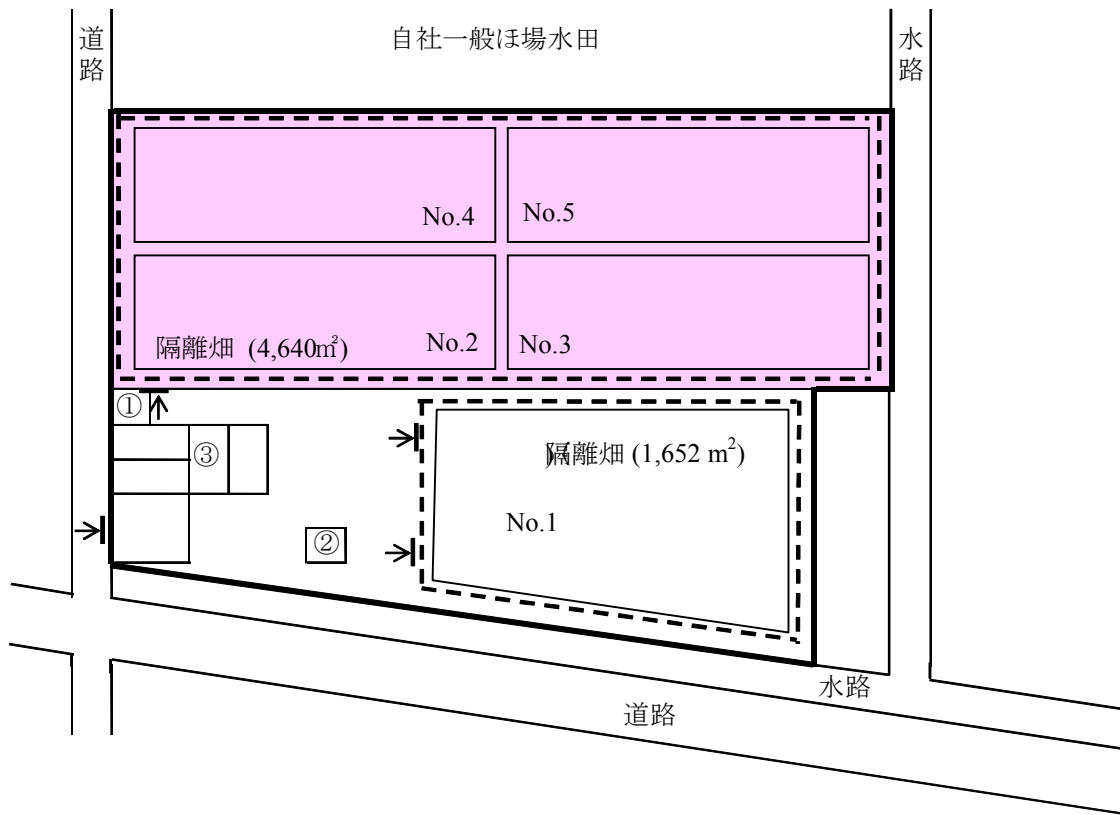 道路
自社一般ほ場水田
水路
No.4
No.5
隔離畑 (4,640㎡)
No.2
No.3
①
③
隔離畑 (1,652 m²)
No.1
②
水路
道路